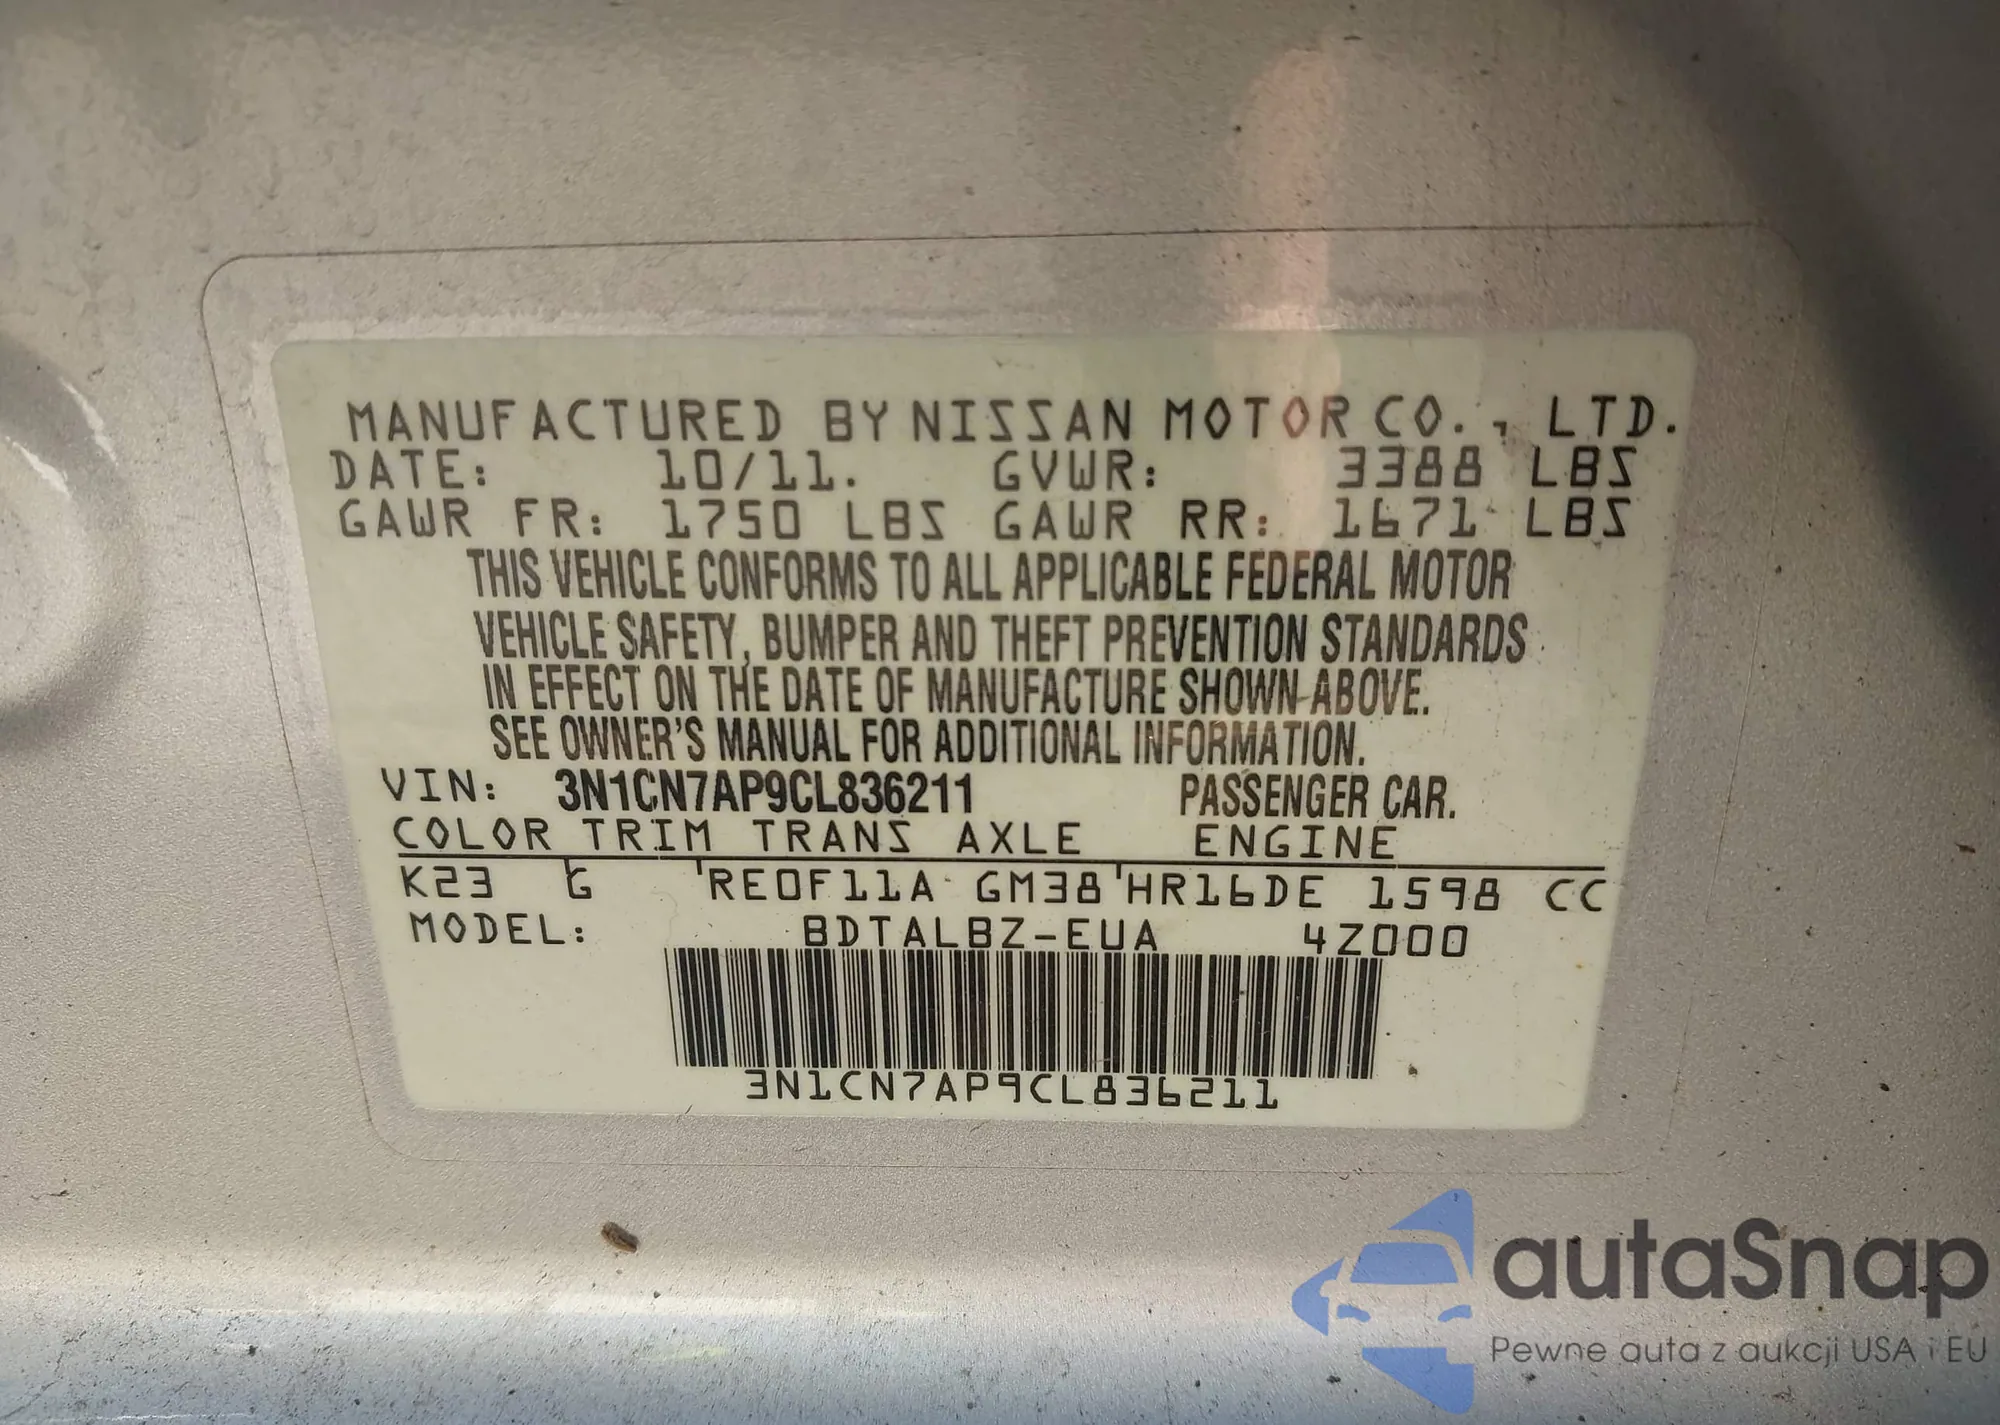 MANUFACTURED BY NISSAN MOTOR CO., LTD.
DATE: 10/11. GVWR: 3388 LBS
GAWR FR: 1750 LBS GAWR RR: 1671 LBS
THIS VEHICLE CONFORMS TO ALL APPLICABLE FEDERAL MOTOR
VEHICLE SAFETY, BUMPER AND THEFT PREVENTION STANDARDS
IN EFFECT ON THE DATE OF MANUFACTURE SHOWN ABOVE.
SEE OWNER'S MANUAL FOR ADDITIONAL INFORMATION.
VIN: 3N1CN7AP9CL836211 PASSENGER CAR.
COLOR TRIM TRANS AXLE ENGINE
K23 G RE0F11A GM38 HR16DE 1598 CC
MODEL: BDTALBZ-EUA 4Z000
3N1CN7AP9CL836211
autaSnap
Pewne auta z aukcji USA i EU